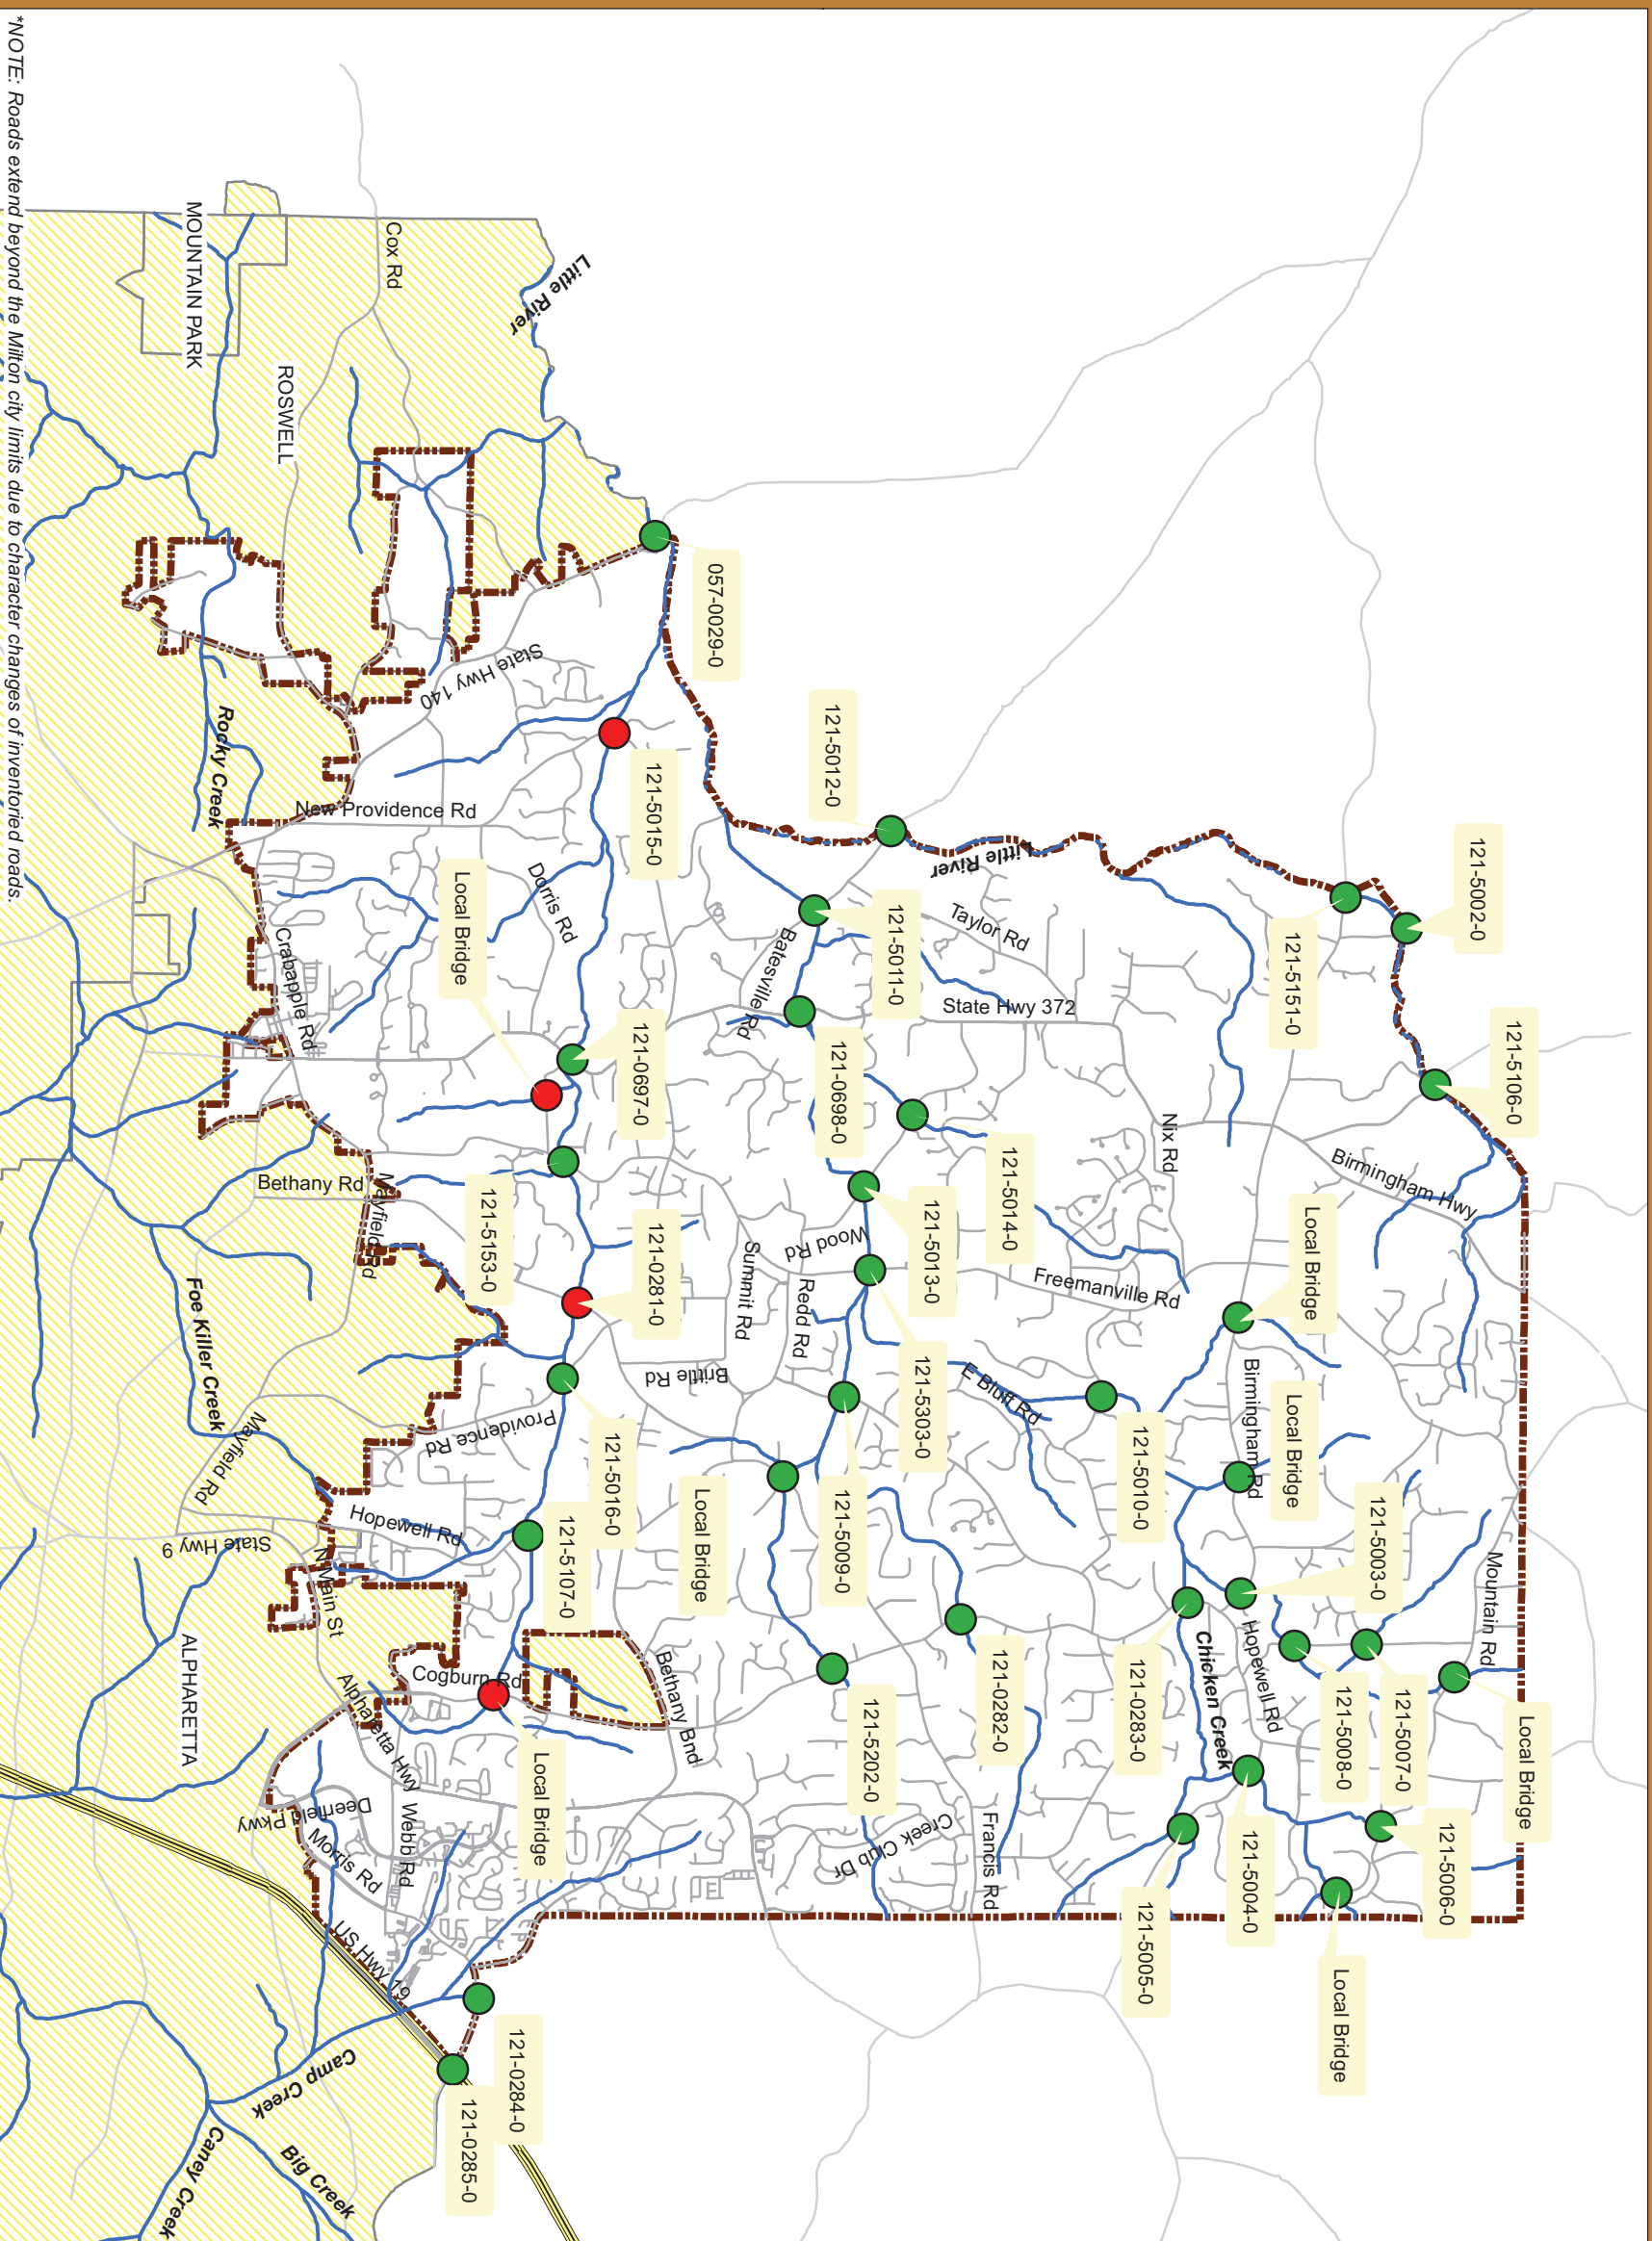 121-5106-0
121-5002-0
Local Bridge
121-5006-0
Mountain Rd
Birmingham Hwy
121-5007-0
121-5003-0
121-5008-0
Local Bridge
Local Bridge
Local Bridge
121-5151-0
Hopewell Rd
Birmingham Rd
121-5004-0
Chicken Creek
Nix Rd
121-5010-0
121-0283-0
121-5005-0
Freemanville Rd
State Hwy 372
Taylor Rd
121-5014-0
E Bluff Rd
121-0282-0
Francis Rd
Little River
121-5013-0
121-5303-0
121-5011-0
Creek Club Dr
121-5202-0
121-5012-0
121-0698-0
Wood Rd
121-5009-0
Redd Rd
Batesville Rd
Summit Rd
057-0029-0
Local Bridge
Brittle Rd
Bethany Bnd
121-5015-0
121-0697-0
121-0281-0
121-5016-0
121-5107-0
Little River
Dorris Rd
Local Bridge
State Hwy 140
Local Bridge
121-5153-0
Providence Rd
121-0284-0
121-0285-0
New Providence Rd
Hopewell Rd
Cogburn Rd
Cox Rd
Webb Rd
Alpharetta Hwy
Mayfield Rd
Bethany Rd
US Hwy 19
Morris Rd
N Main St
Crabapple Rd
ROSWELL
Deerfield Pkwy
Camp Creek
Big Creek
State Hwy 9
Mayfield Rd
Rocky Creek
MOUNTAIN PARK
Foe Killer Creek
ALPHARETTA
Caney Creek
*NOTE: Roads extend beyond the Milton city limits due to character changes of inventoried roads.